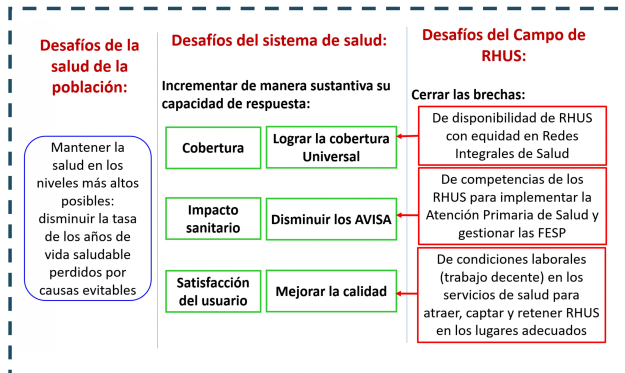 Desafíos de la
salud de la
población:
Mantener la
salud en los
niveles más altos
posibles:
disminuir la tasa
de los años de
vida saludable
perdidos por
causas evitables
Desafíos del sistema de salud:
Incrementar de manera sustantiva su
capacidad de respuesta:
Cobertura
Lograr la cobertura
Universal
Impacto
sanitario
Disminuir los AVISA
Satisfacción
del usuario
Mejorar la calidad
Desafíos del Campo de
RHUS:
Cerrar las brechas:
De disponibilidad de RHUS
con equidad en Redes
Integrales de Salud
De competencias de los
RHUS para implementar la
Atención Primaria de Salud y
gestionar las FESP
De condiciones laborales
(trabajo decente) en los
servicios de salud para
atraer, captar y retener RHUS
en los lugares adecuados